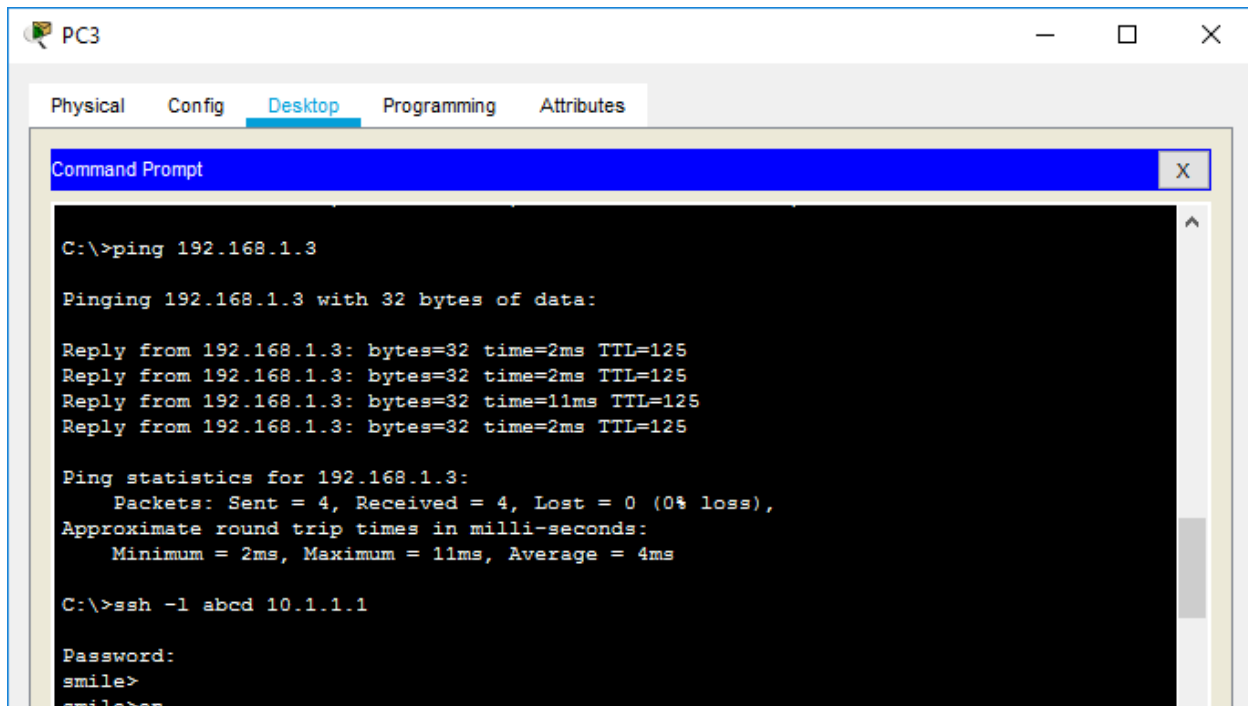 PC3
Physical Config Desktop Programming Attributes
Command Prompt
X
C:\>ping 192.168.1.3
Pinging 192.168.1.3 with 32 bytes of data:
Reply from 192.168.1.3: bytes=32 time=2ms TTL=125
Reply from 192.168.1.3: bytes=32 time=2ms TTL=125
Reply from 192.168.1.3: bytes=32 time=11ms TTL=125
Reply from 192.168.1.3: bytes=32 time=2ms TTL=125
Ping statistics for 192.168.1.3:
Packets: Sent = 4, Received = 4, Lost = 0 (0% loss),
Approximate round trip times in milli-seconds:
Minimum = 2ms, Maximum = 11ms, Average = 4ms
C:\>ssh -l abcd 10.1.1.1
Password:
smile>